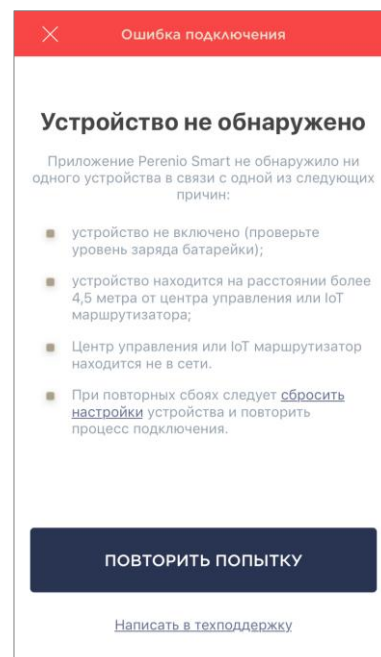 Ошибка подключения
Устройство не обнаружено
Приложение Perenio Smart не обнаружило ни
одного устройства в связи с одной из следующих
причин:
устройство не включено (проверьте
уровень заряда батарейки);
устройство находится на расстоянии более
4,5 метра от центра управления или IoT
маршрутизатора;
Центр управления или IoT маршрутизатор
находится не в сети.
При повторных сбоях следует сбросить
настройки устройства и повторить
процесс подключения.
ПОВТОРИТЬ ПОПЫТКУ
Написать в техподдержку